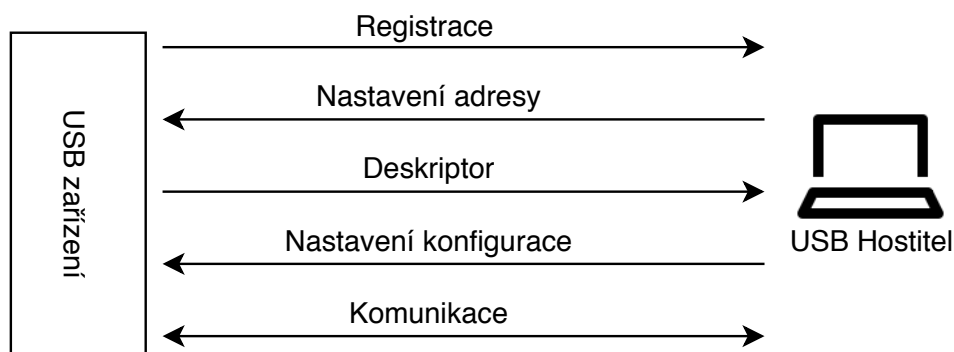 Registrace
Nastavení adresy
USB zařízení
Deskriptor
Nastavení konfigurace
USB Hostitel
Komunikace